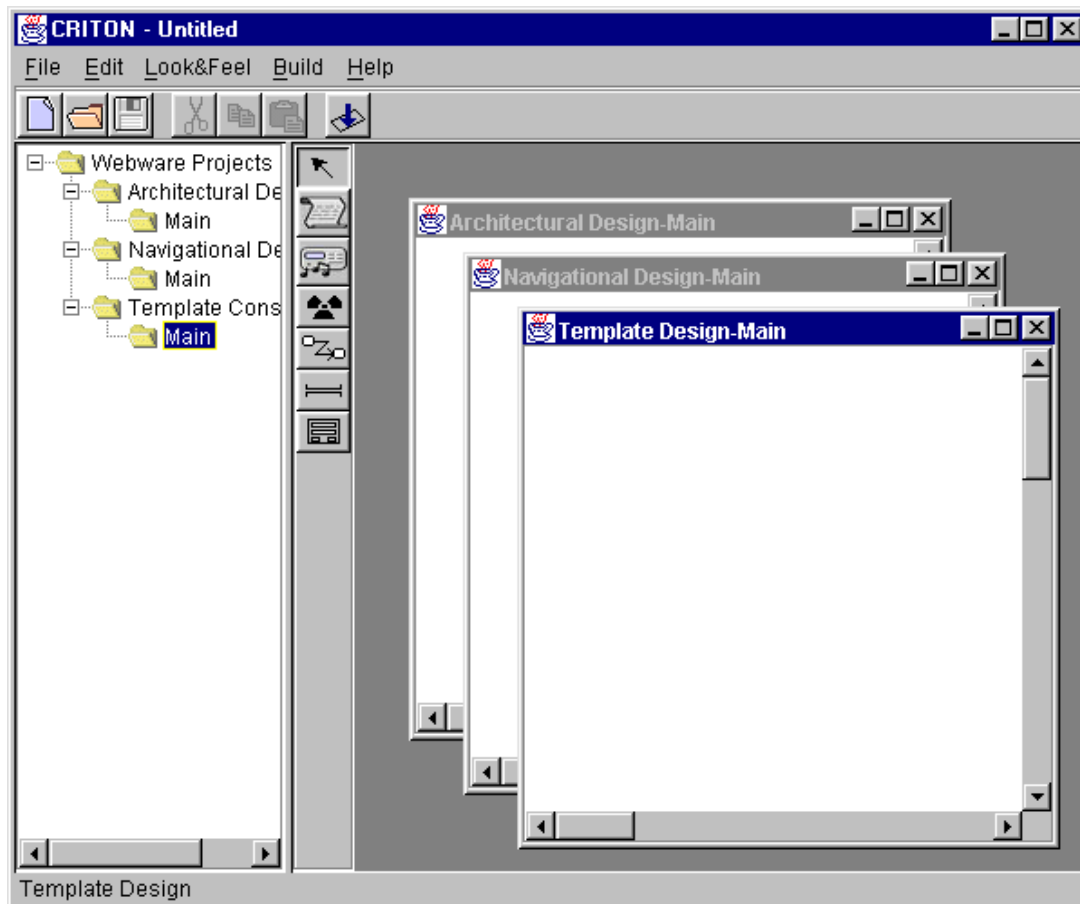 CRITON - Untitled
File Edit Look&Feel Build Help
Webware Projects
Architectural De
Main
Navigational De
Main
Template Cons
Main
Architectural Design-Main
Navigational Design-Main
Template Design-Main
Template Design